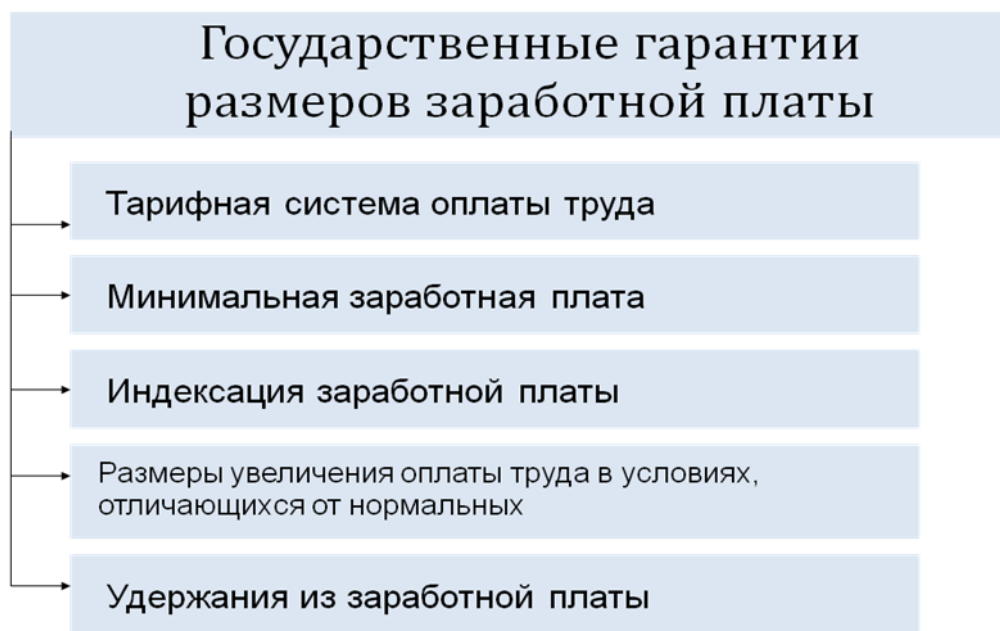 Государственные гарантии
размеров заработной платы
Тарифная система оплаты труда
Минимальная заработная плата
Индексация заработной платы
Размеры увеличения оплаты труда в условиях,
отличающихся от нормальных
Удержания из заработной платы